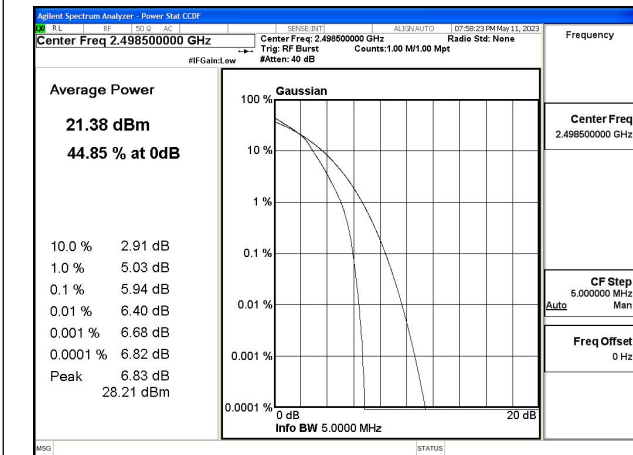 Agilent Spectrum Analyzer - Power Stat CCDF
LXI RL RF 50 Ω AC SENSE:INT ALIGN AUTO 07:58:23 PM May 11, 2023
Center Freq 2.498500000 GHz
Center Freq: 2.498500000 GHz Radio Std: None
Trig: RF Burst Counts:1.00 M/1.00 Mpt
#IFGain:Low #Atten: 40 dB
Frequency
Average Power
21.38 dBm
44.85 % at 0dB
10.0 % 2.91 dB
1.0 % 5.03 dB
0.1 % 5.94 dB
0.01 % 6.40 dB
0.001 % 6.68 dB
0.0001 % 6.82 dB
Peak 6.83 dB
28.21 dBm
Gaussian
100 %
10 %
1 %
0.1 %
0.01 %
0.001 %
0.0001 %
0 dB 20 dB
Info BW 5.0000 MHz
Center Freq
2.498500000 GHz
CF Step
5.000000 MHz
Auto Man
Freq Offset
0 Hz
MSG STATUS